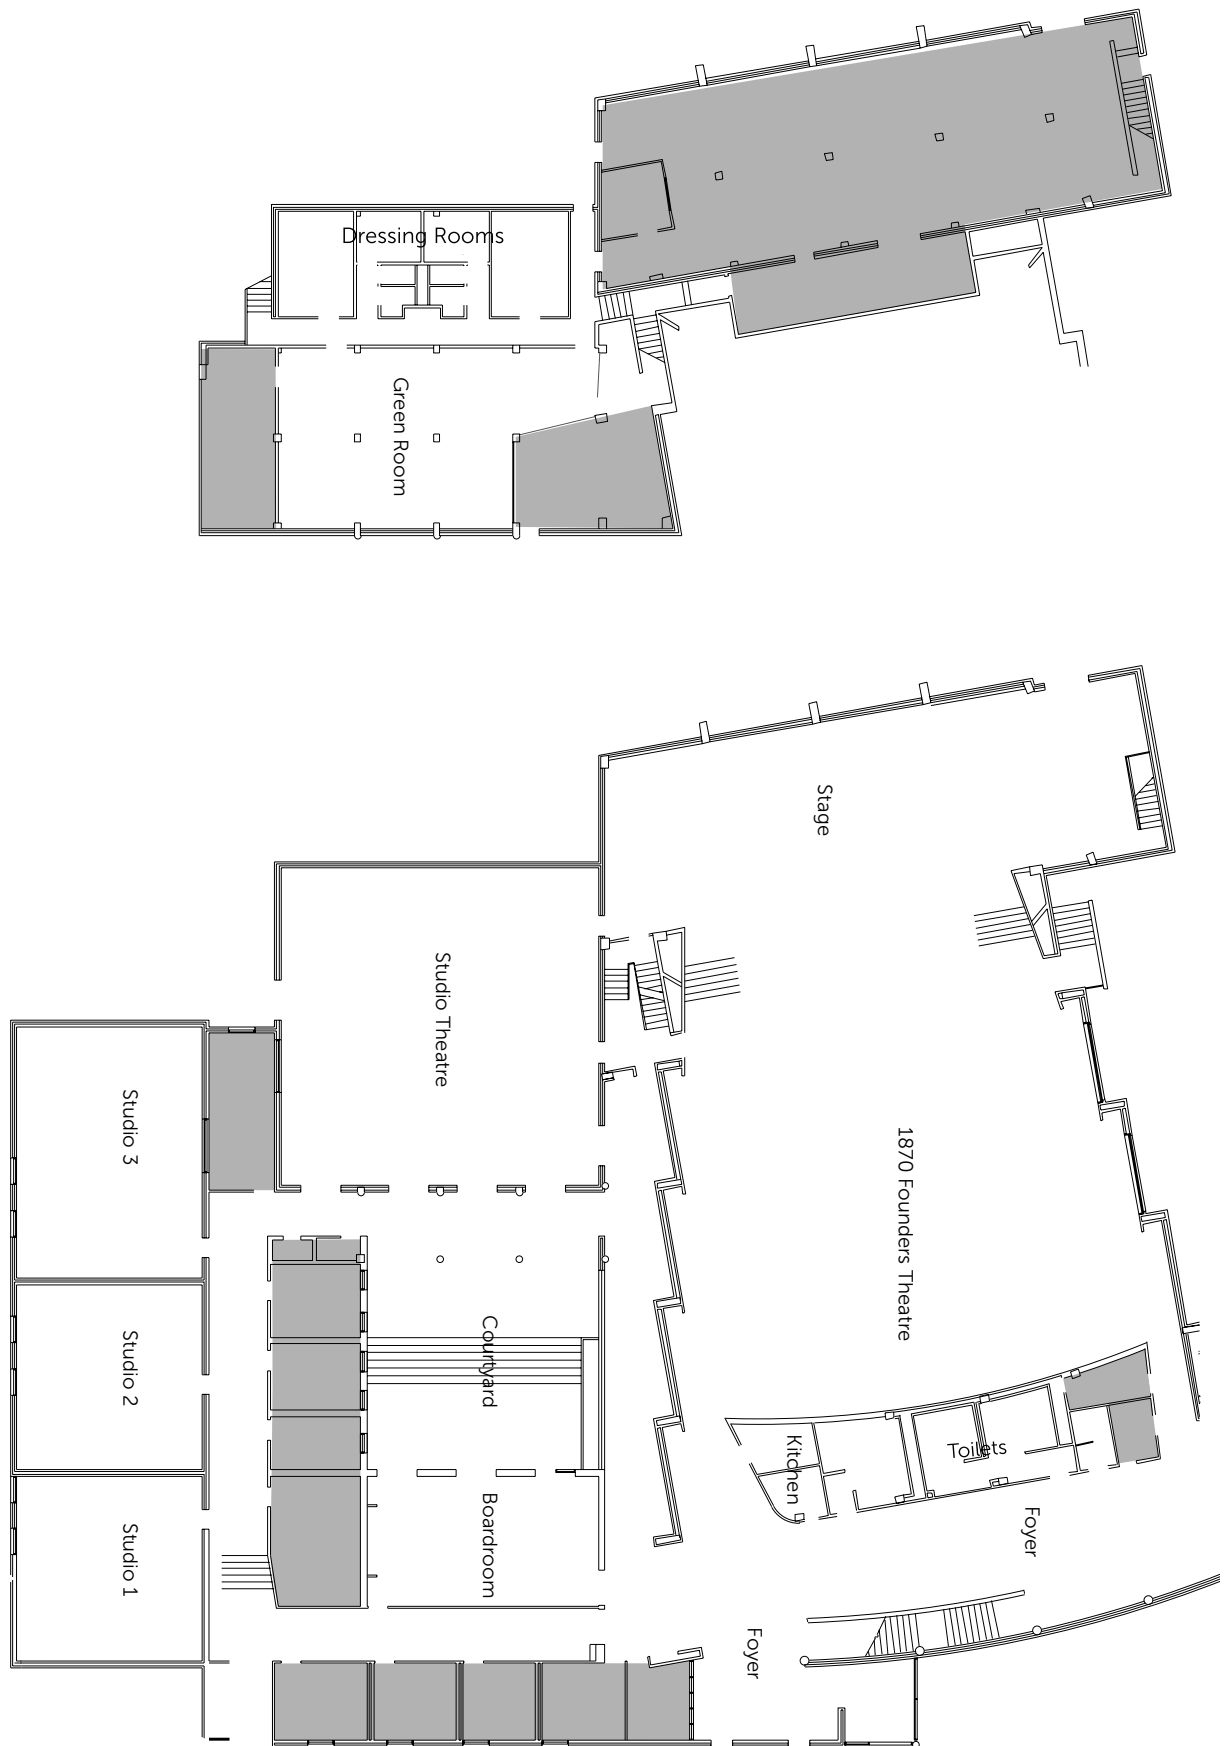 Dressing Rooms
Green Room
Stage
Studio Theatre
Studio 3
1870 Founders Theatre
Courtyard
Studio 2
Kitchen
Toilets
Boardroom
Foyer
Studio 1
Foyer